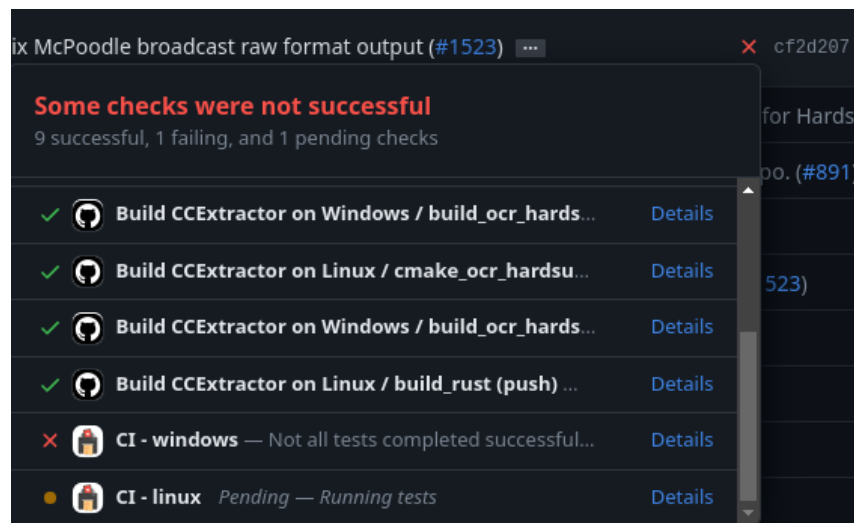 ix McPoodle broadcast raw format output (#1523) ... cf2d207
Some checks were not successful
9 successful, 1 failing, and 1 pending checks
for Hards
po. (#891)
523)
Build CCExtractor on Windows / build_ocr_hards... Details
Build CCExtractor on Linux / cmake_ocr_hardsu... Details
Build CCExtractor on Windows / build_ocr_hards... Details
Build CCExtractor on Linux / build_rust (push) ... Details
CI - windows — Not all tests completed successful... Details
CI - linux Pending — Running tests Details